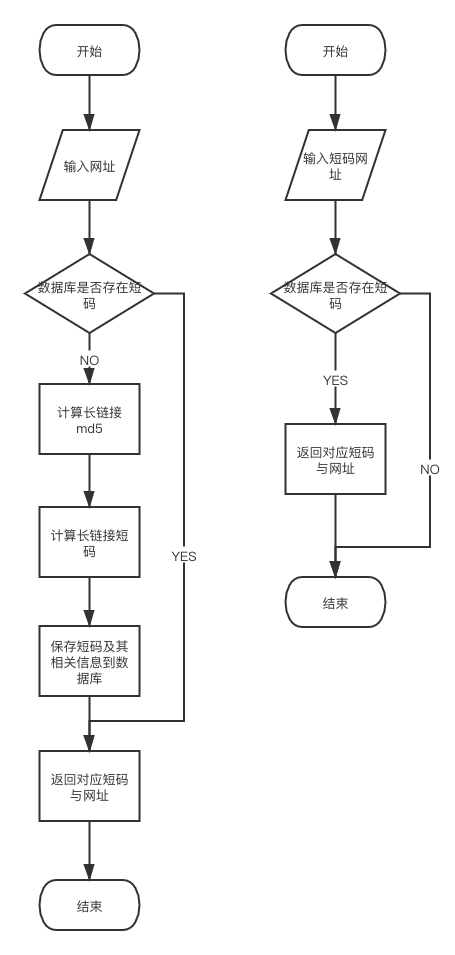 开始
输入网址
数据库是否存在短
码
NO
计算长链接
md5
计算长链接短
码
YES
保存短码及其
相关信息到数
据库
返回对应短码
与网址
结束
开始
输入短码网
址
数据库是否存在短
码
YES
返回对应短码
与网址
NO
结束